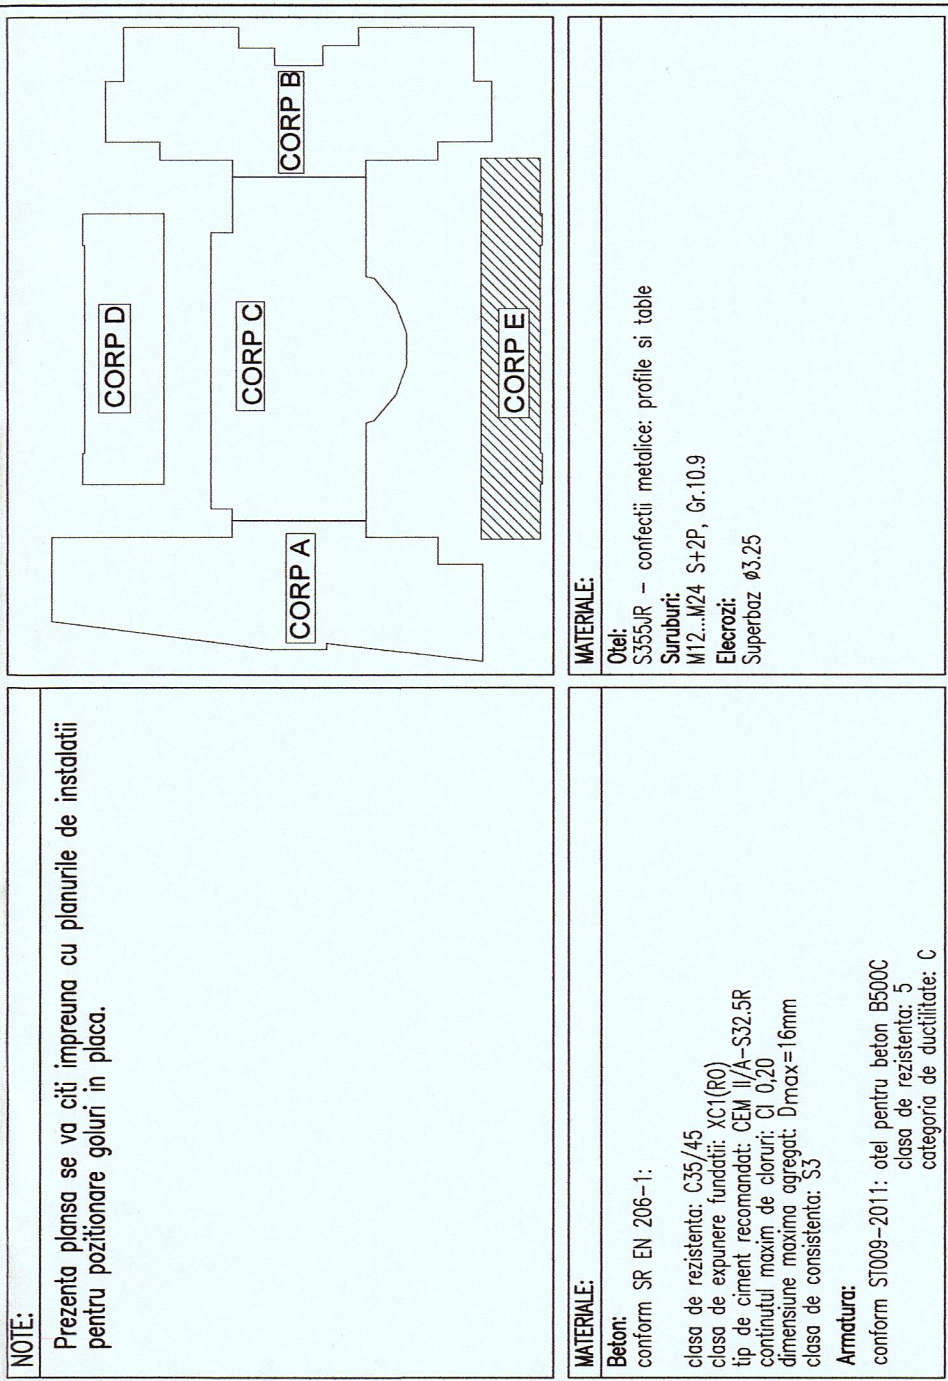 NOTE:
Prezenta plansa se va citi impreuna cu planurile de instalatii
pentru pozitionare goluri in placa.
CORP A
CORP B
CORP C
CORP D
CORP E
MATERIALE:
Beton:
conform SR EN 206-1:
clasa de rezistenta: C35/45
clasa de expunere fundatii: XC1(RO)
tip de ciment recomandat: CEM II/A-S32.5R
continutul maxim de cloruri: Cl 0,20
dimensiune maxima agregat: Dmax=16mm
clasa de consistenta: S3
Armatura:
conform ST009-2011: otel pentru beton B500C
clasa de rezistenta: 5
categoria de ductilitate: C
MATERIALE:
Otel:
S355JR - confectii metalice: profile si table
Suruburi:
M12...M24 S+2P, Gr.10.9
Elecrozi:
Superbaz ø3.25